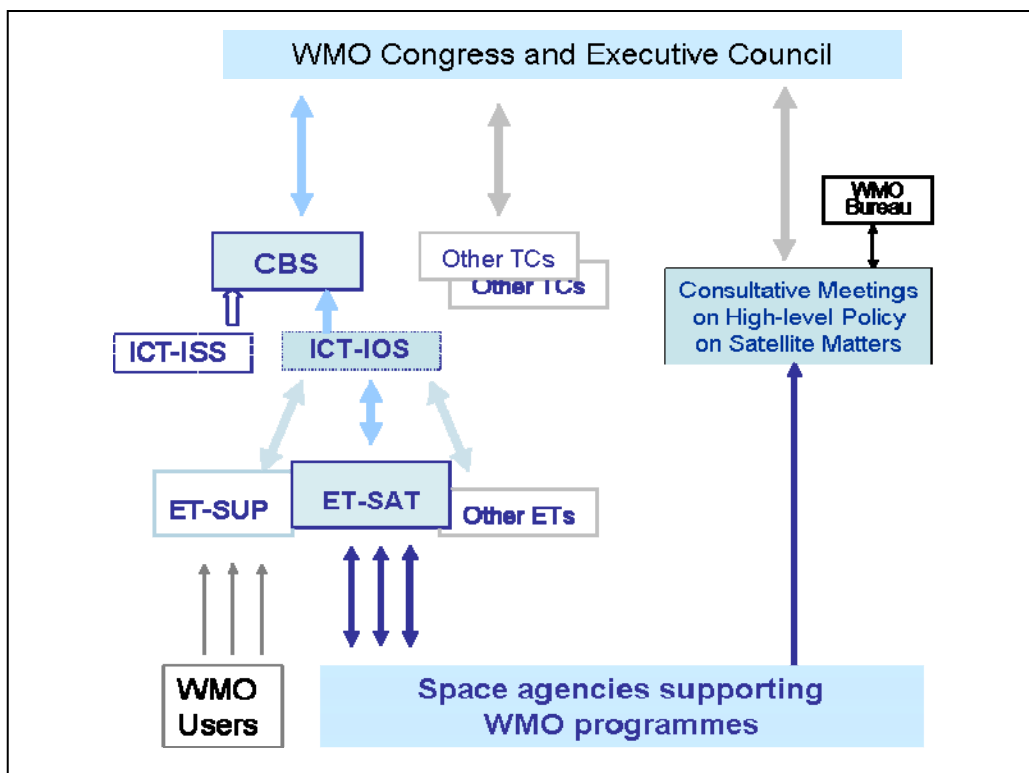 WMO Congress and Executive Council
WMO
Bureau
CBS
Other TCs
Other TCs
Consultative Meetings
on High-level Policy
on Satellite Matters
ICT-ISS
ICT-IOS
ET-SUP
ET-SAT
Other ETs
WMO
Users
Space agencies supporting
WMO programmes